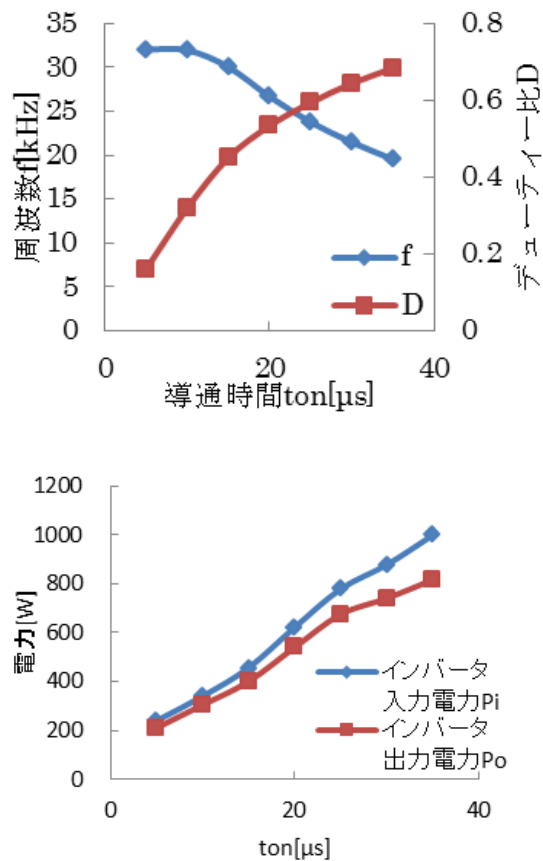 周波数f[kHz]
35
30
25
20
15
10
5
0
f
D
0.8
0.6
0.4
0.2
0
デューティー比D
0
20
40
導通時間ton[μs]
電力[W]
1200
1000
800
600
400
200
0
インバータ
入力電力Pi
インバータ
出力電力Po
0
20
40
ton[μs]